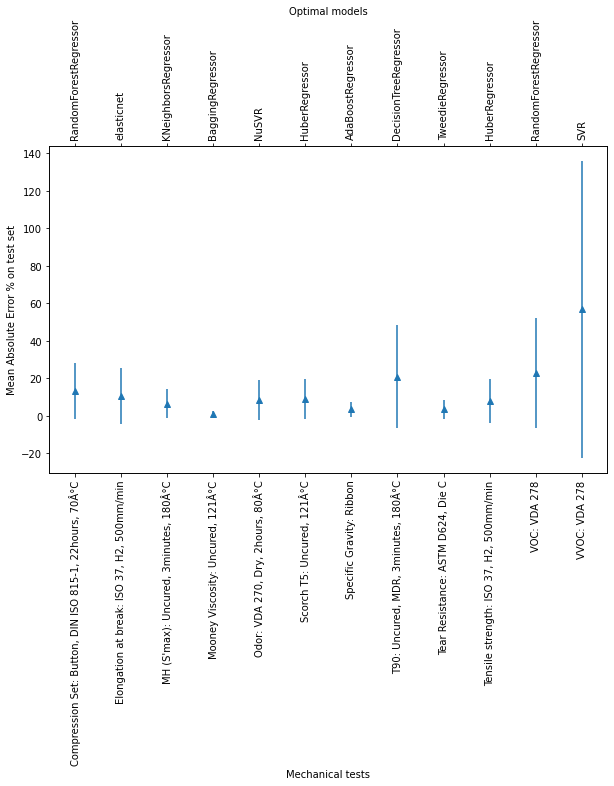 Optimal models
RandomForestRegressor
elasticnet
KNeighborsRegressor
BaggingRegressor
NuSVR
HuberRegressor
AdaBoostRegressor
DecisionTreeRegressor
TweedieRegressor
HuberRegressor
RandomForestRegressor
SVR
Mean Absolute Error % on test set
140
120
100
80
60
40
20
0
−20
Compression Set: Button, DIN ISO 815-1, 22hours, 70Â°C
Elongation at break: ISO 37, H2, 500mm/min
MH (S'max): Uncured, 3minutes, 180Â°C
Mooney Viscosity: Uncured, 121Â°C
Odor: VDA 270, Dry, 2hours, 80Â°C
Scorch T5: Uncured, 121Â°C
Specific Gravity: Ribbon
T90: Uncured, MDR, 3minutes, 180Â°C
Tear Resistance: ASTM D624, Die C
Tensile strength: ISO 37, H2, 500mm/min
VOC: VDA 278
VVOC: VDA 278
Mechanical tests